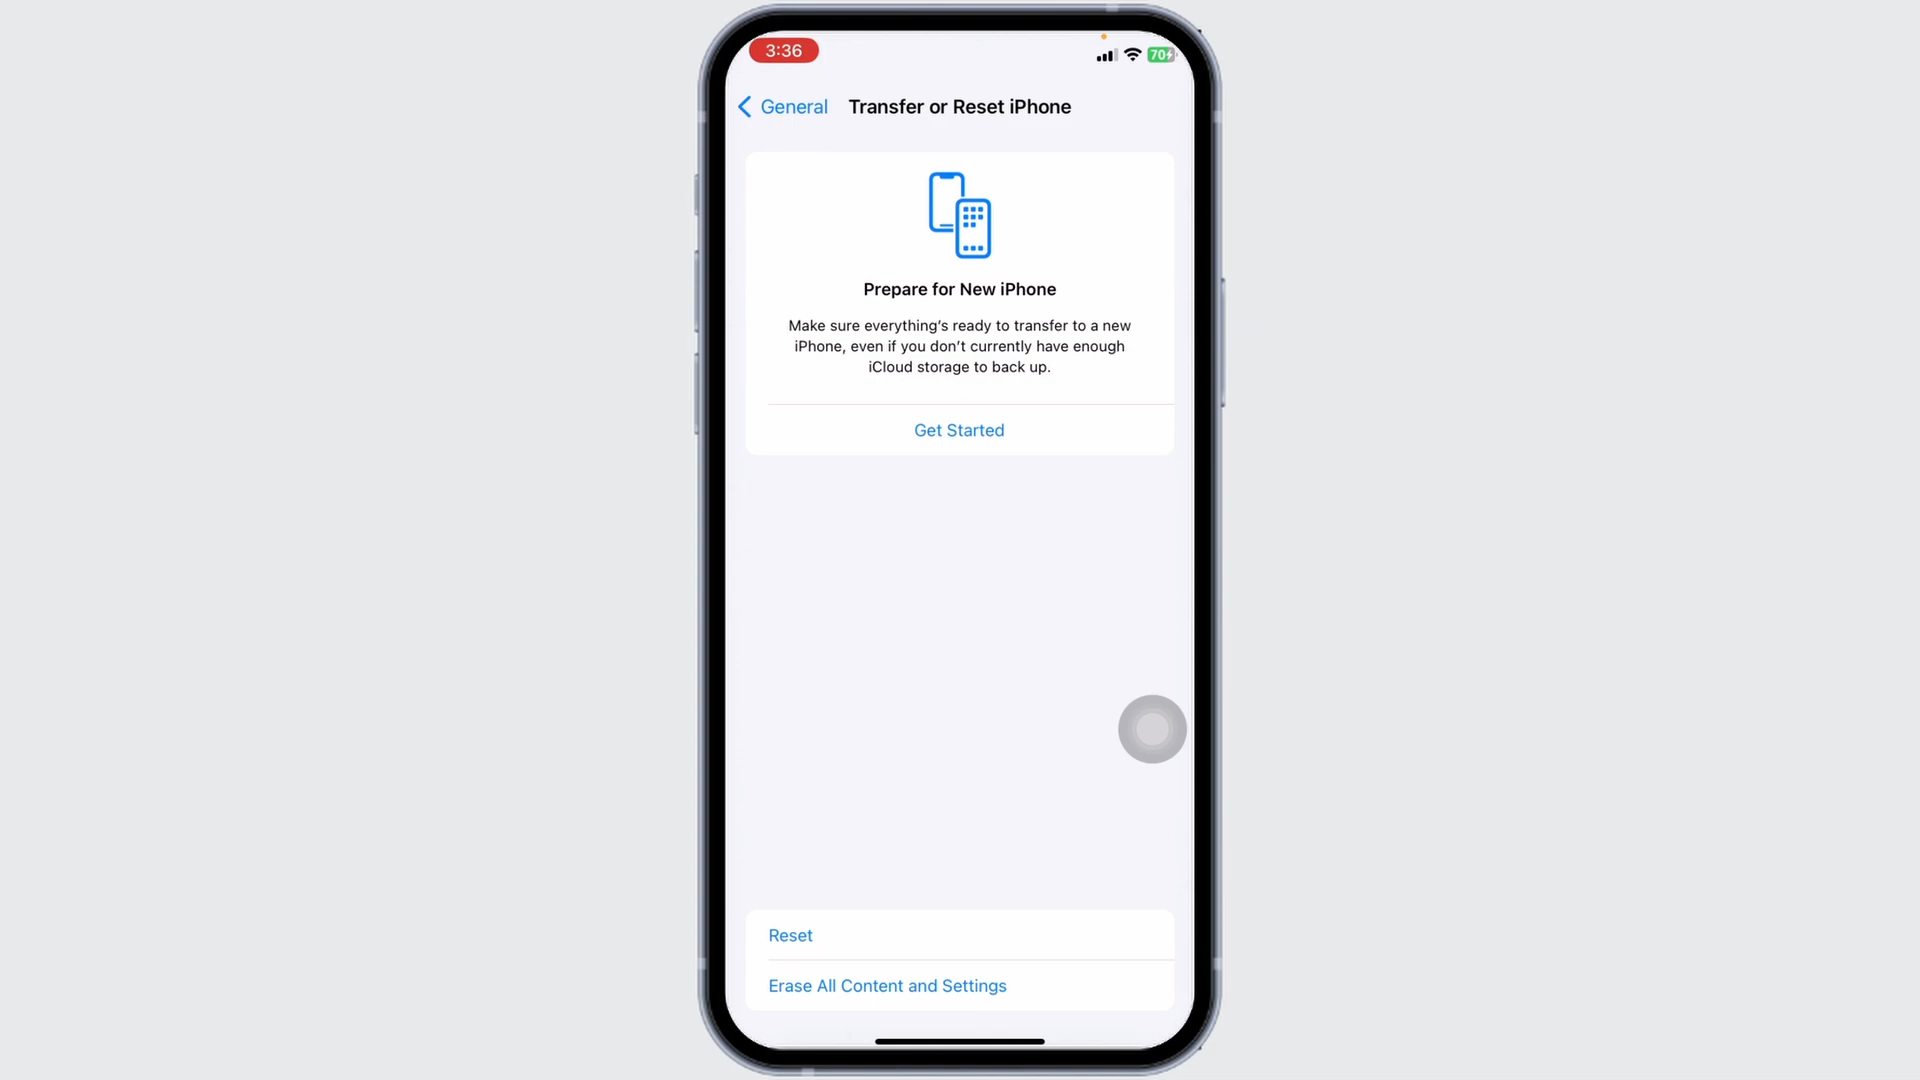 3:36
70
General
Transfer or Reset iPhone
Prepare for New iPhone
Make sure everything's ready to transfer to a new
iPhone, even if you don't currently have enough
iCloud storage to back up.
Get Started
Reset
Erase All Content and Settings